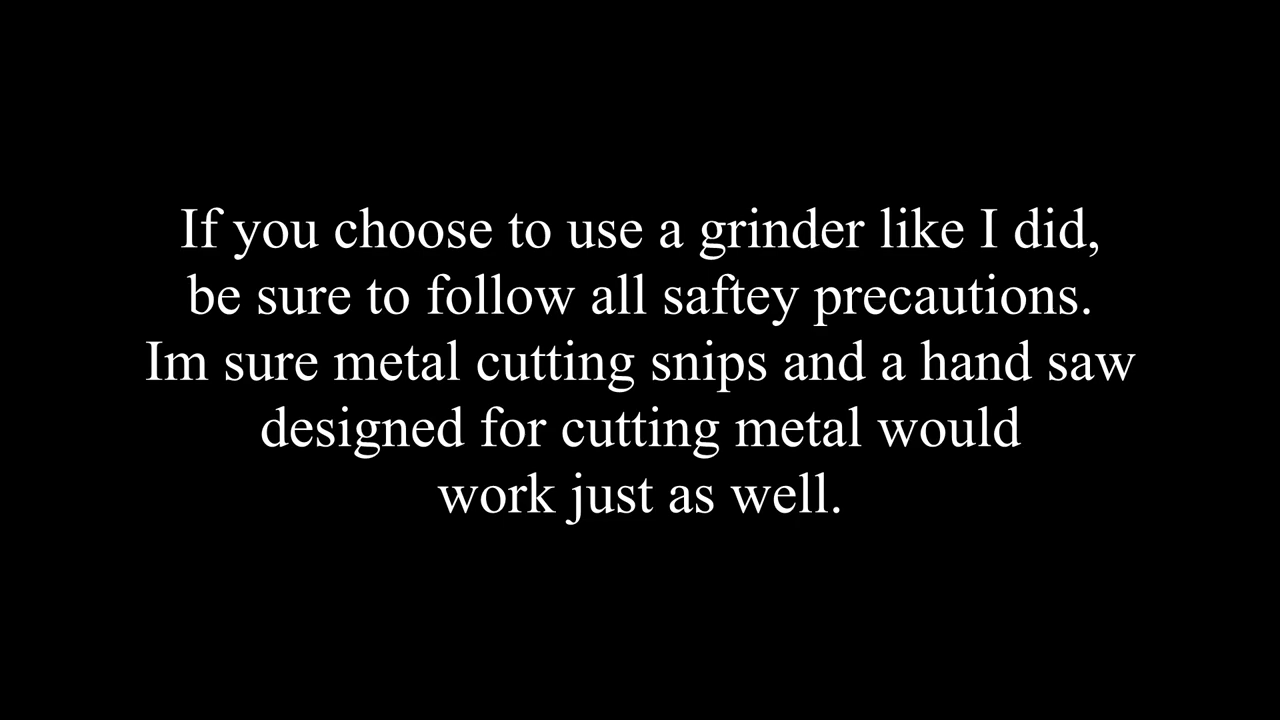 If you choose to use a grinder like I did,
be sure to follow all saftey precautions.
Im sure metal cutting snips and a hand saw
designed for cutting metal would
work just as well.